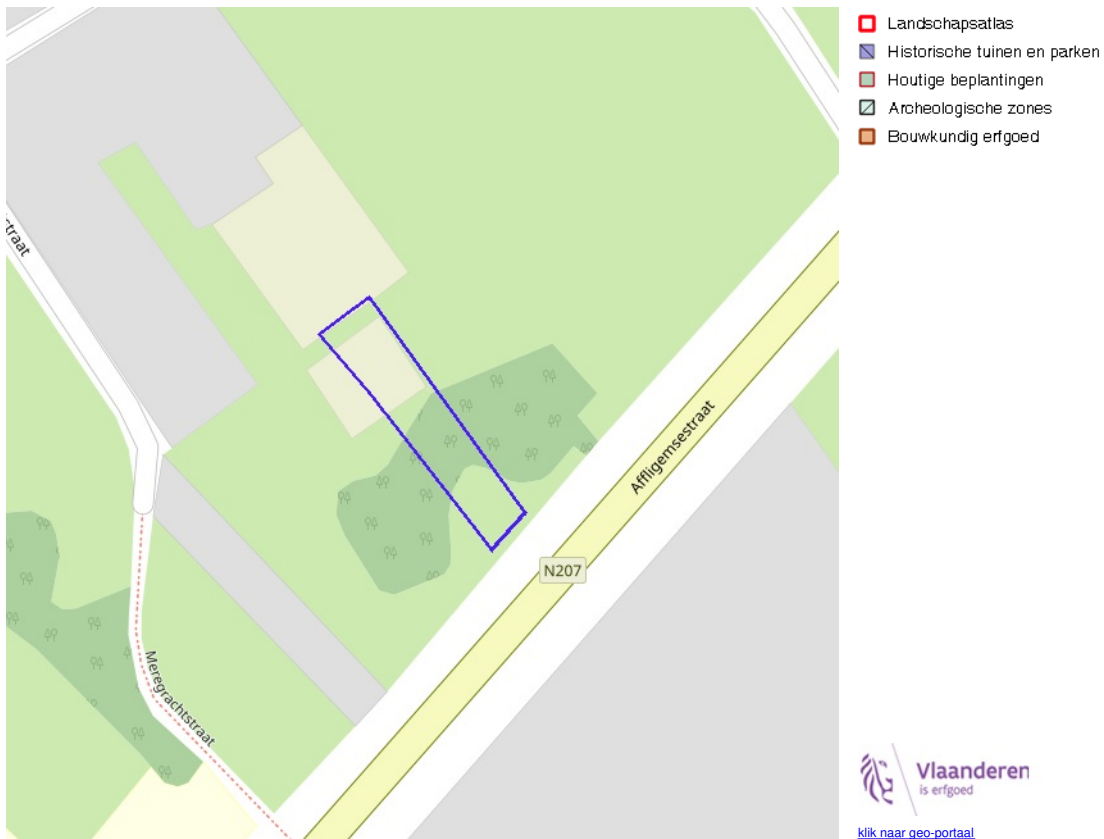 Landschapsatlas
Historische tuinen en parken
Houtige beplantingen
Archeologische zones
Bouwkundig erfgoed
straat
Affligemsestraat
N207
Meregrachtstraat
Vlaanderen
is erfgoed
klik naar geo-portaal